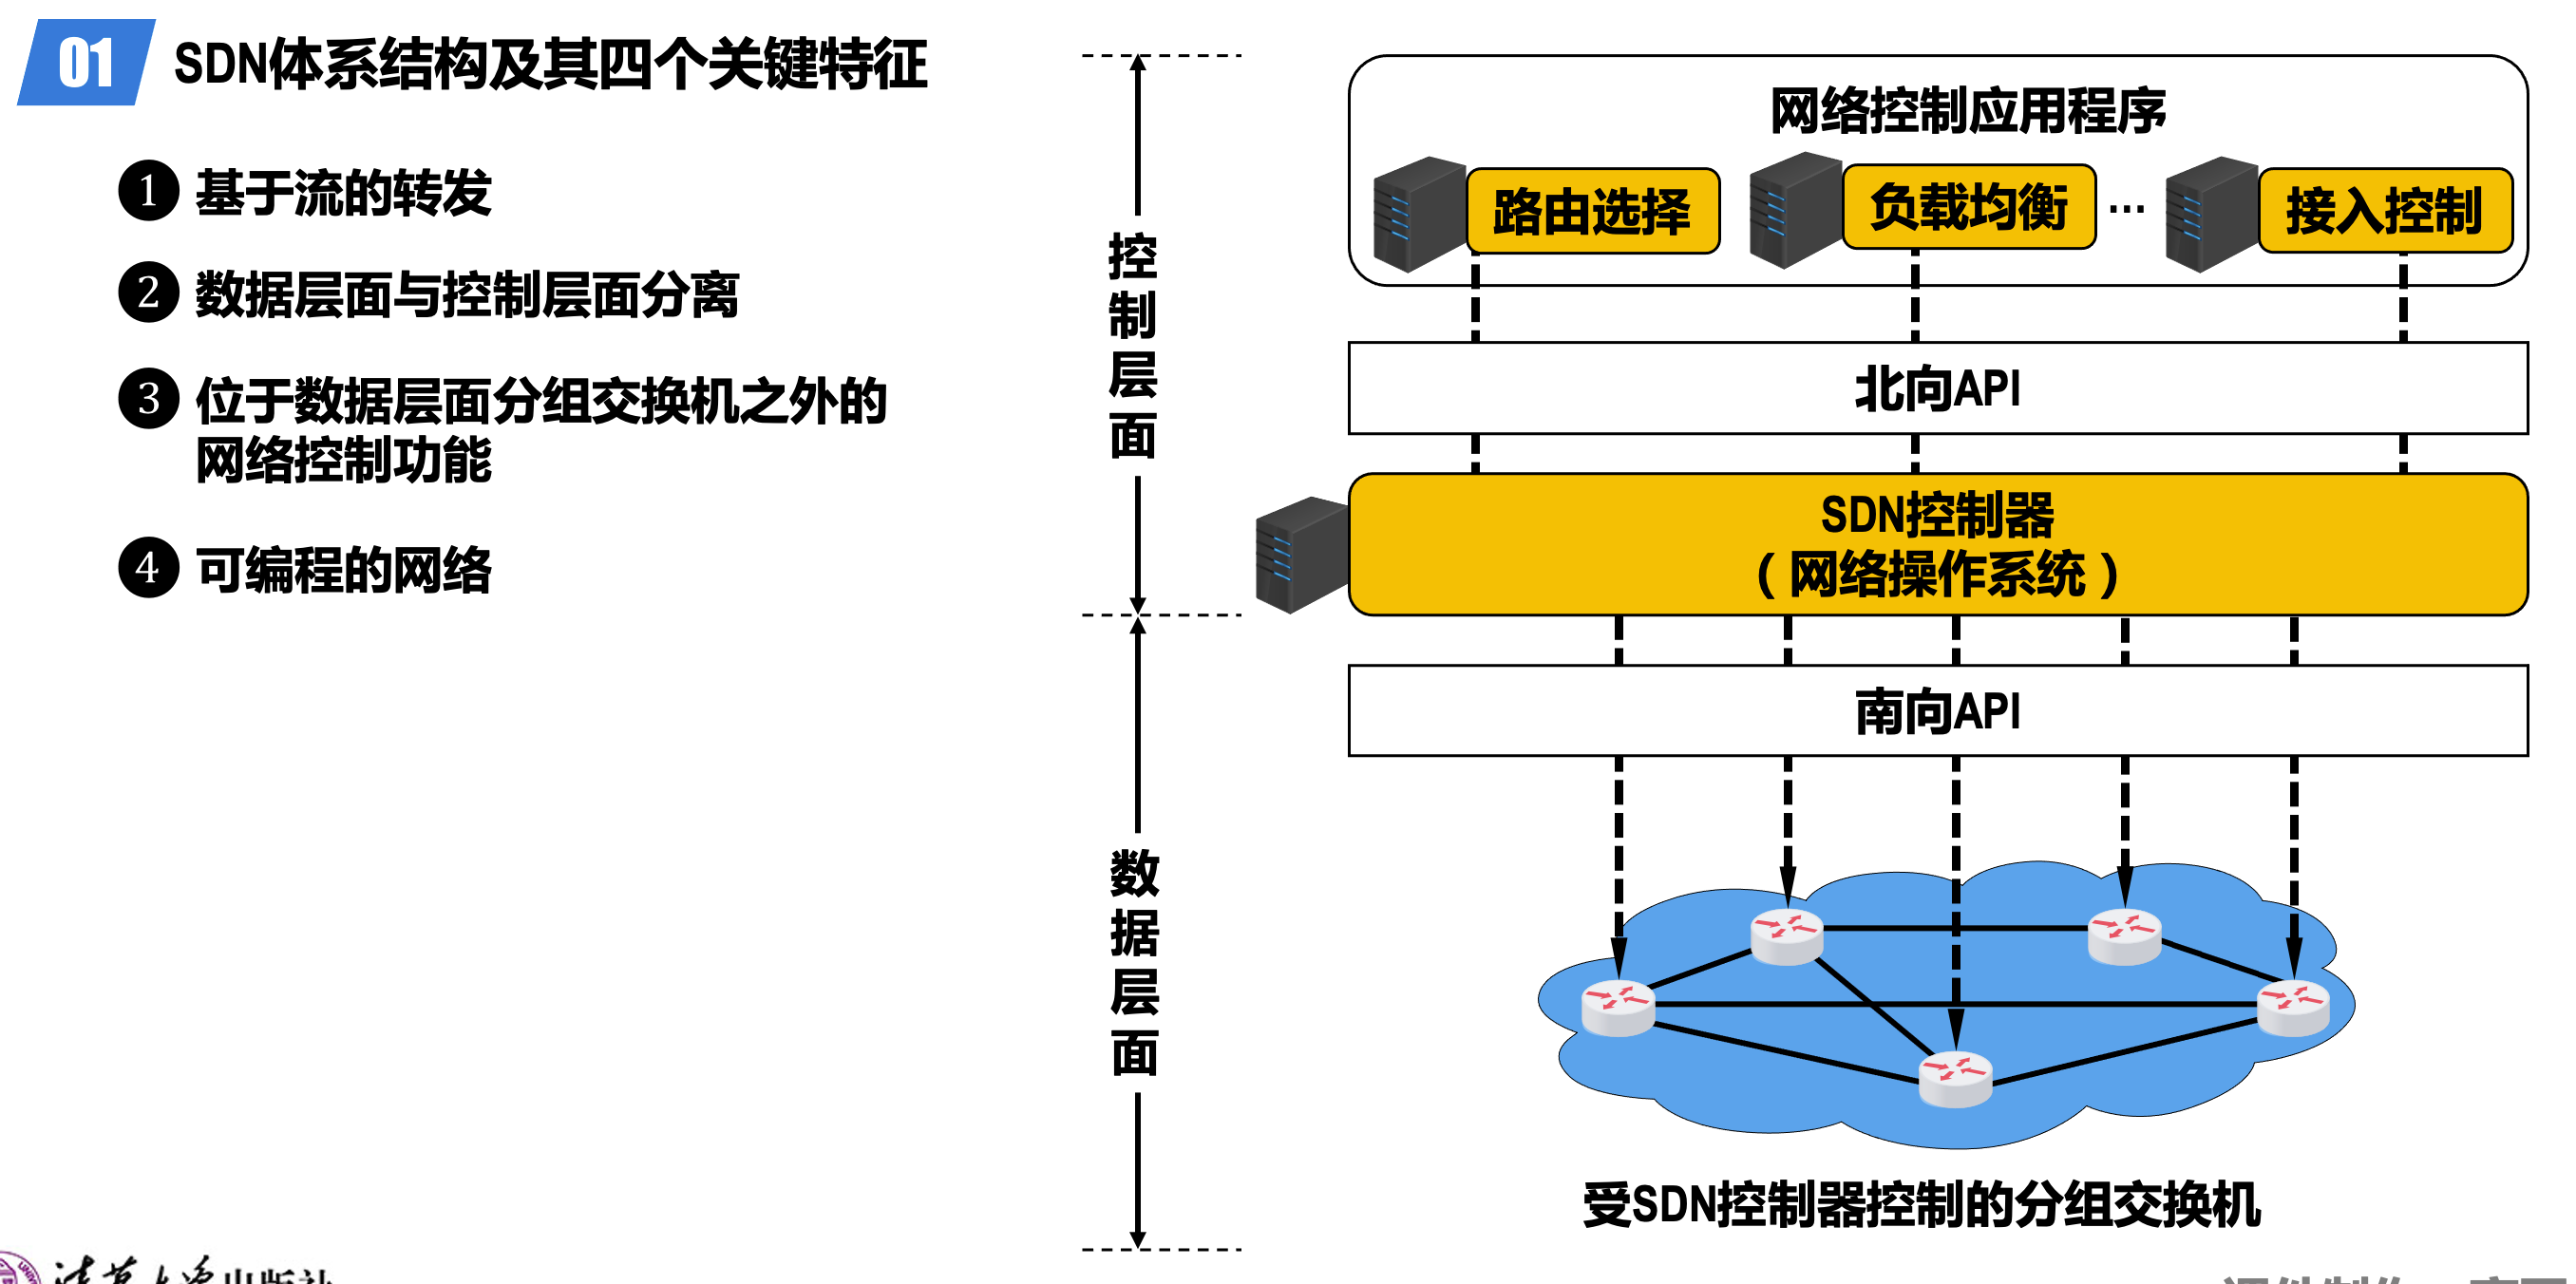 01
SDN体系结构及其四个关键特征
1 基于流的转发
2 数据层面与控制层面分离
3 位于数据层面分组交换机之外的
网络控制功能
4 可编程的网络
控制层面
数据层面
网络控制应用程序
路由选择
负载均衡
…
接入控制
北向API
SDN控制器
（网络操作系统）
南向API
受SDN控制器控制的分组交换机
清华大学出版社